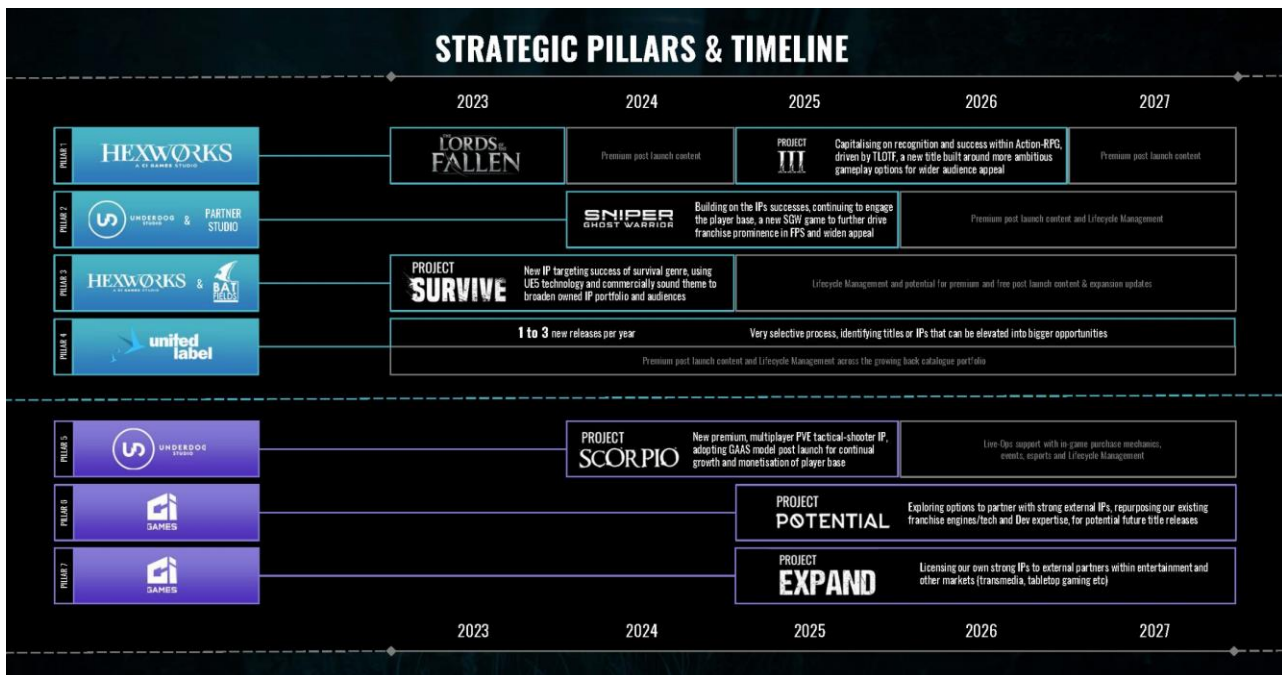 STRATEGIC PILLARS & TIMELINE
2023 2024 2025 2026 2027
PILLAR 1
HEXWORKS
A CI GAMES STUDIO
THE
LORDS OF THE
FALLEN
Premium post launch content
PROJECT
III
Capitalising on recognition and success within Action-RPG,
driven by TLOTF, a new title built around more ambitious
gameplay options for wider audience appeal
Premium post launch content
PILLAR 2
UD UNDERDOG
STUDIO
&
PARTNER
STUDIO
SNIPER
GHOST WARRIOR
Building on the IPs successes, continuing to engage
the player base, a new SGW game to further drive
franchise prominence in FPS and widen appeal
Premium post launch content and Lifecycle Management
PILLAR 3
HEXWORKS
A CI GAMES STUDIO
&
BAT
FIELDS
PROJECT
SURVIVE
New IP targeting success of survival genre, using
UE5 technology and commercially sound theme to
broaden owned IP portfolio and audiences
Lifecycle Management and potential for premium and free post launch content & expansion updates
PILLAR 4
united
label
1 to 3 new releases per year
Very selective process, identifying titles or IPs that can be elevated into bigger opportunities
Premium post launch content and Lifecycle Management across the growing back catalogue portfolio
PILLAR 5
UD UNDERDOG
STUDIO
PROJECT
SCORPIO
New premium, multiplayer PVE tactical-shooter IP,
adopting GAAS model post launch for continual
growth and monetisation of player base
Live-Ops support with in-game purchase mechanics,
events, esports and Lifecycle Management
PILLAR 6
CI
GAMES
PROJECT
POTENTIAL
Exploring options to partner with strong external IPs, repurposing our existing
franchise engines/tech and Dev expertise, for potential future title releases
PILLAR 7
CI
GAMES
PROJECT
EXPAND
Licensing our own strong IPs to external partners within entertainment and
other markets (transmedia, tabletop gaming etc)
2023 2024 2025 2026 2027